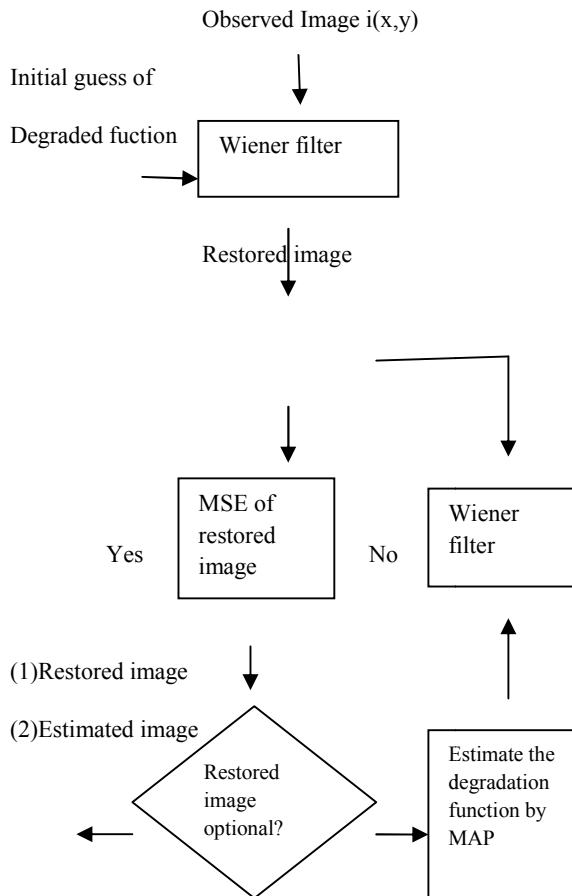 Observed Image i(x,y)
Initial guess of
Degraded fuction
Wiener filter
Restored image
MSE of
restored
image
Yes
No
Wiener
filter
(1)Restored image
(2)Estimated image
Restored
image
optional?
Estimate the
degradation
function by
MAP